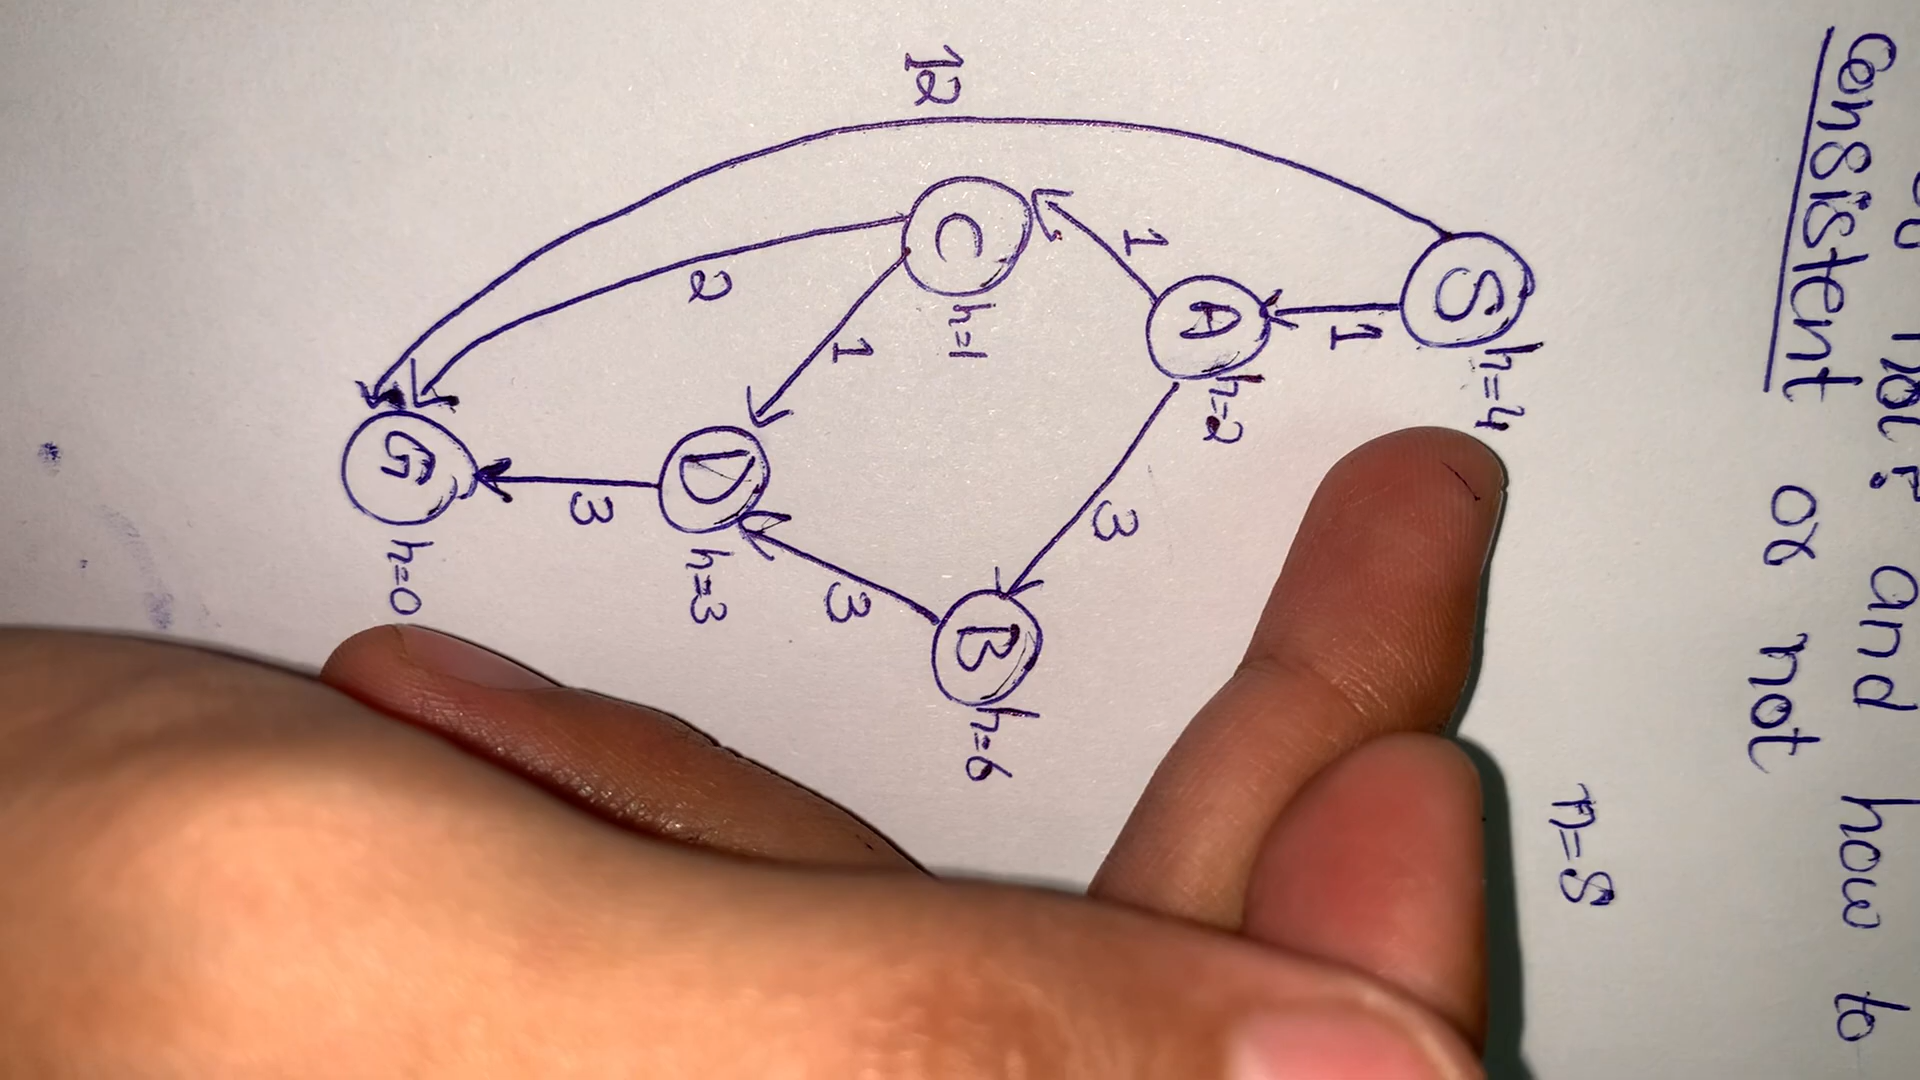 not? and how to
consistent or not
n=S
S
h=4
1
A
h=2
1
3
12
C
h=1
B
h=6
2
1
3
D
h=3
3
G
h=0